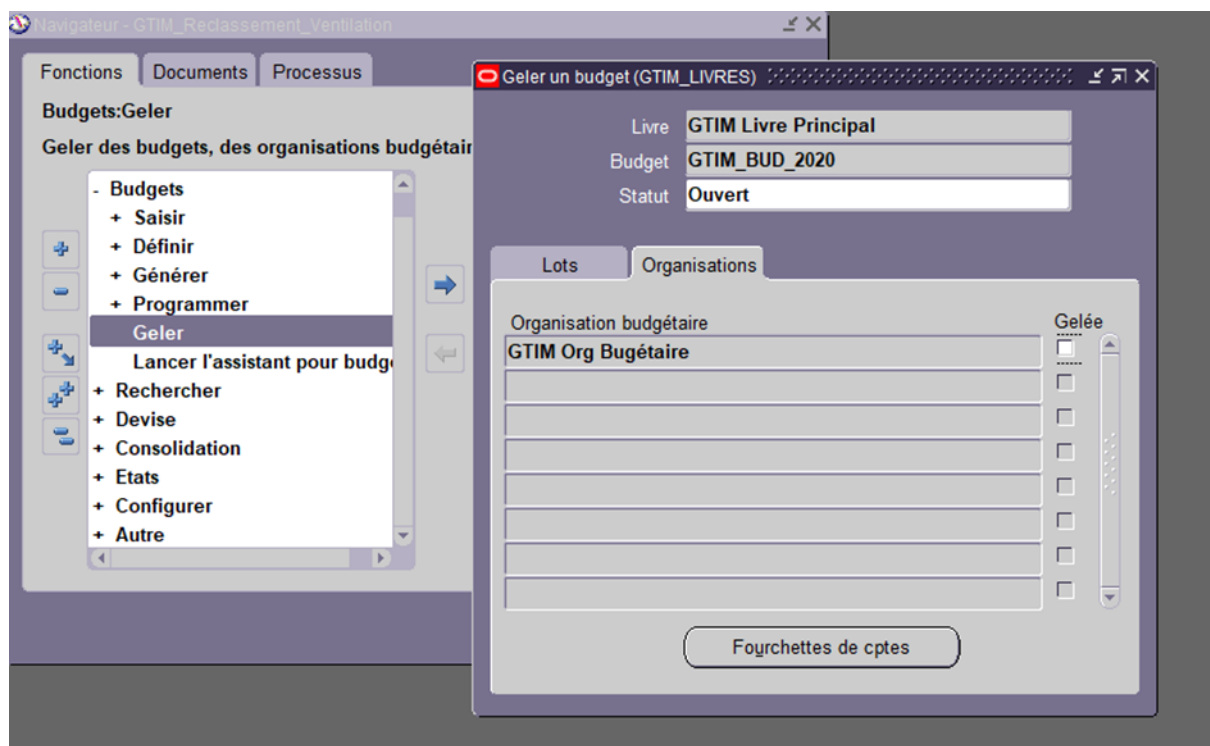 Navigateur - GTIM_Reclassement_Ventilation
Fonctions Documents Processus
Budgets:Geler
Geler des budgets, des organisations budgétair
- Budgets
+ Saisir
+ Définir
+ Générer
+ Programmer
Geler
Lancer l'assistant pour budg
+ Rechercher
+ Devise
+ Consolidation
+ Etats
+ Configurer
+ Autre
Geler un budget (GTIM_LIVRES)
Livre GTIM Livre Principal
Budget GTIM_BUD_2020
Statut Ouvert
Lots Organisations
Organisation budgétaire Gelée
GTIM Org Bugétaire
Fourchettes de cptes